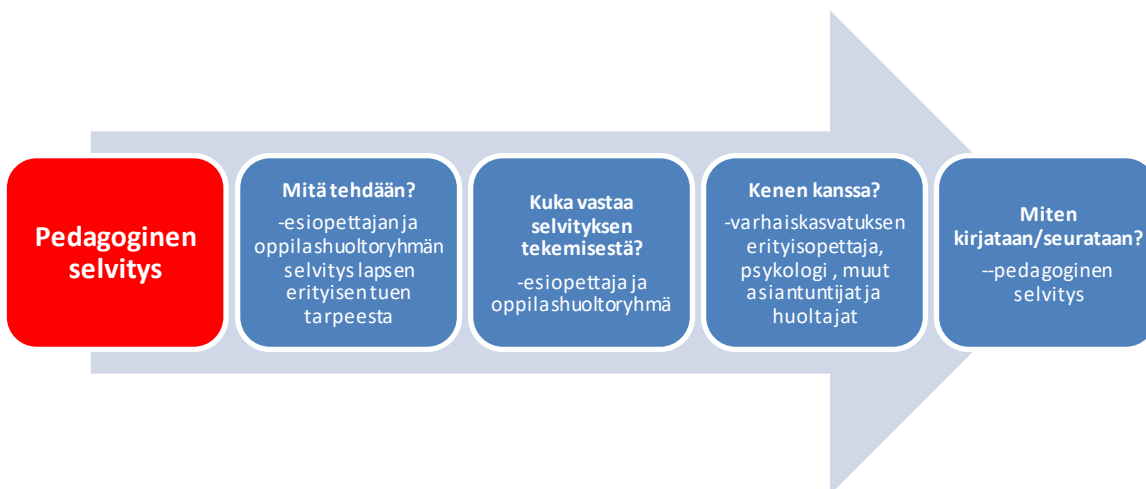 Pedagoginen
selvitys
Mitä tehdään?
-esiopettajan ja
oppilashuoltoryhmän
selvitys lapsen
erityisen tuen
tarpeesta
Kuka vastaa
selvityksen
tekemisestä?
-esiopettaja ja
oppilashuoltoryhmä
Kenen kanssa?
-varhaiskasvatuksen
erityisopettaja,
psykologi , muut
asiantuntijat ja
huoltajat
Miten
kirjataan/seurataan?
--pedagoginen
selvitys